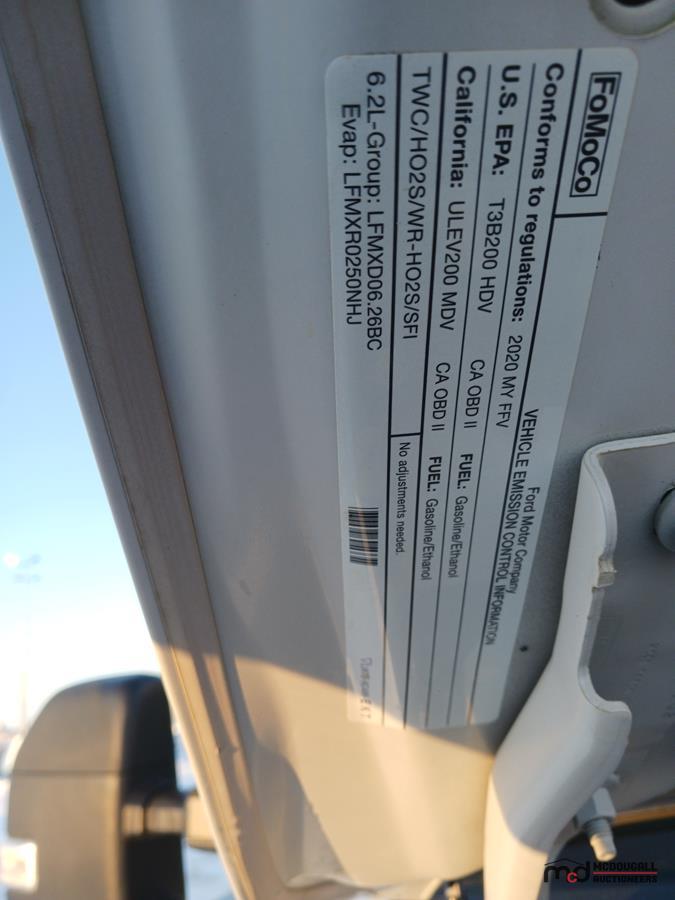 FoMoCo
Ford Motor Company
VEHICLE EMISSION CONTROL INFORMATION
Conforms to regulations: 2020 MY FFV
U.S. EPA: T3B200 HDV CA OBD II FUEL: Gasoline/Ethanol
California: ULEV200 MDV CA OBD II FUEL: Gasoline/Ethanol
TWC/HO2S/WR-HO2S/SFI
No adjustments needed.
6.2L-Group: LFMXD06.26BC
Evap: LFMXR0250NHJ
mcd MCDOUGALL
AUCTIONEERS